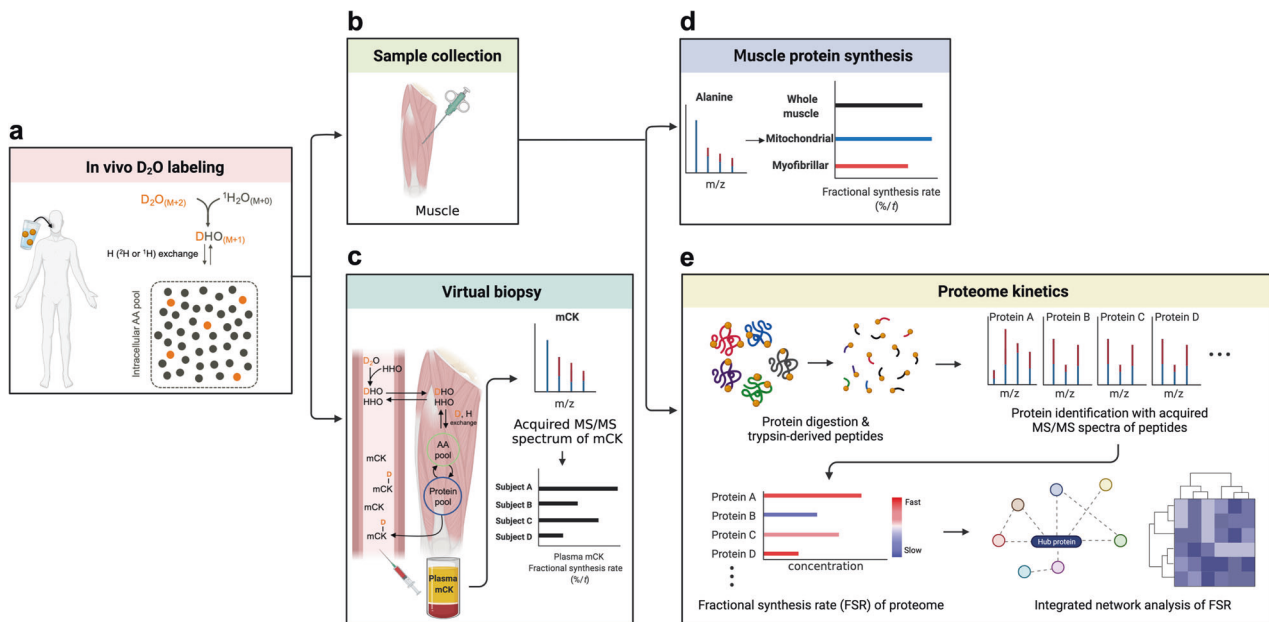 a
In vivo D₂O labeling
D₂O(M+2)
¹H₂O(M+0)
DHO(M+1)
H (²H or ¹H) exchange
Intracellular AA pool
b
Sample collection
Muscle
c
Virtual biopsy
D₂O
HHO
DHO
HHO
DHO
HHO
D, H
exchange
AA
pool
Protein
pool
mCK
D
mCK
mCK
D
mCK
Plasma
mCK
mCK
m/z
Acquired MS/MS
spectrum of mCK
Subject A
Subject B
Subject C
Subject D
Plasma mCK
Fractional synthesis rate
(%/t)
d
Muscle protein synthesis
Alanine
m/z
Whole
muscle
Mitochondrial
Myofibrillar
Fractional synthesis rate
(%/t)
e
Proteome kinetics
Protein digestion &
trypsin-derived peptides
Protein A
Protein B
Protein C
Protein D
m/z
m/z
m/z
m/z
Protein identification with acquired
MS/MS spectra of peptides
Protein A
Protein B
Protein C
Protein D
concentration
Fast
Slow
Fractional synthesis rate (FSR) of proteome
Hub protein
Integrated network analysis of FSR